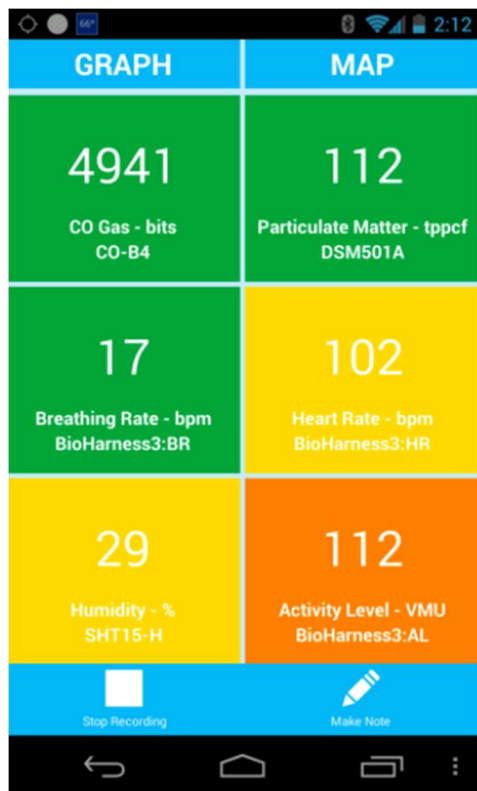 66°
2:12
GRAPH
MAP
4941
CO Gas - bits
CO-B4
112
Particulate Matter - tppcf
DSM501A
17
Breathing Rate - bpm
BioHarness3:BR
102
Heart Rate - bpm
BioHarness3:HR
29
Humidity - %
SHT15-H
112
Activity Level - VMU
BioHarness3:AL
Stop Recording
Make Note